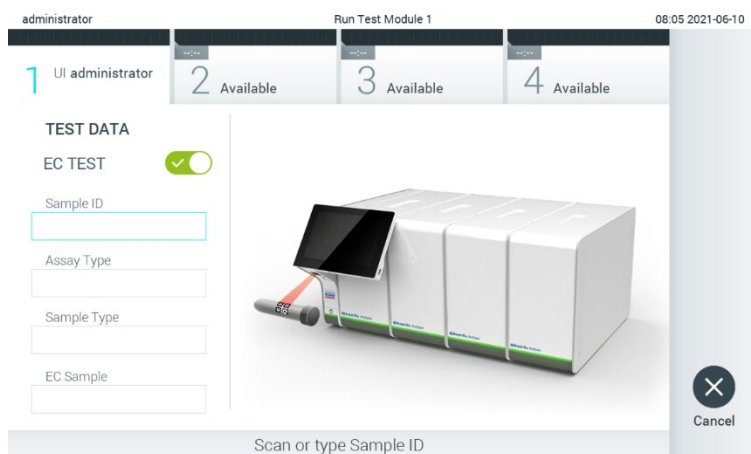 administrator Run Test Module 1 08:05 2021-06-10
--:-- --:-- --:--
1 UI administrator 2 Available 3 Available 4 Available
TEST DATA
EC TEST
Sample ID
Assay Type
Sample Type
EC Sample
Cancel
Scan or type Sample ID